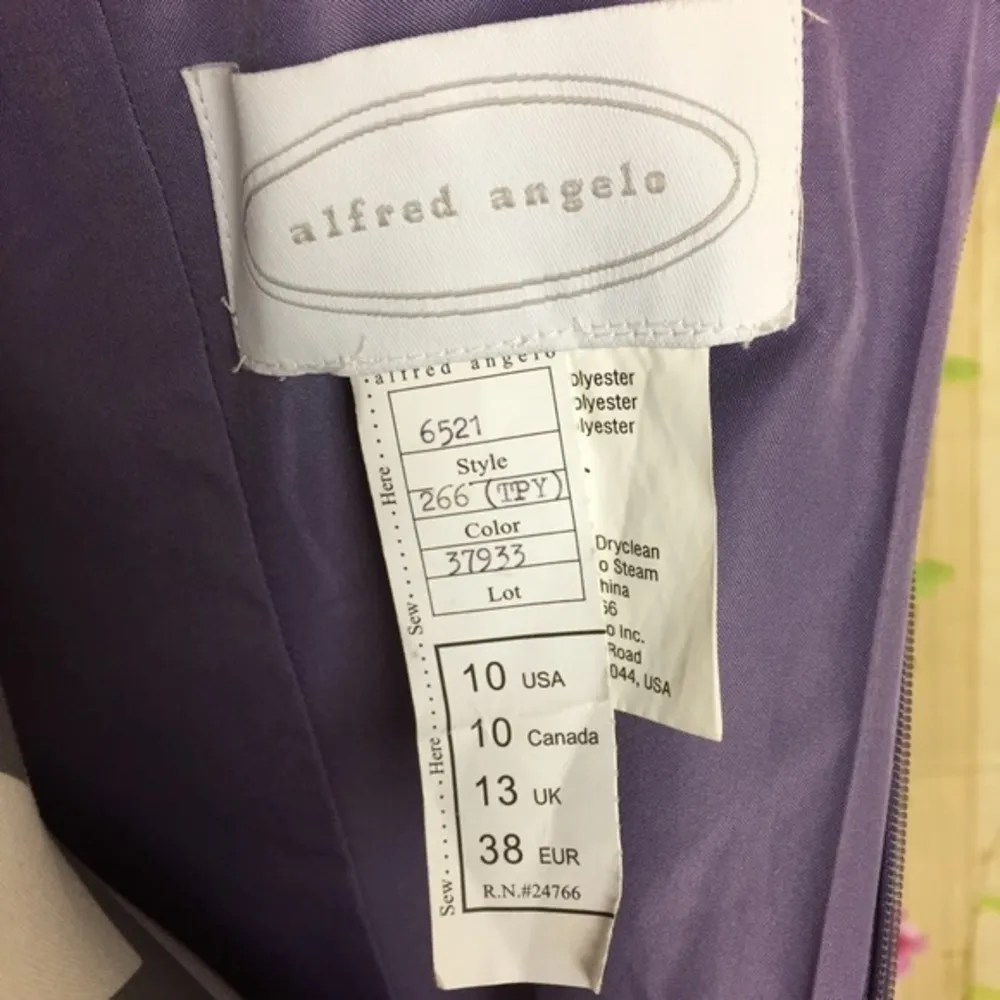 alfred angelo
alfred angelo
6521
Style
266 (TPY)
Color
37933
Lot
Sew.....Here.....
Sew.....Here.....
10 USA
10 Canada
13 UK
38 EUR
R.N.#24766
olyester
olyester
lyester
Dryclean
o Steam
hina
66
o Inc.
Road
044, USA